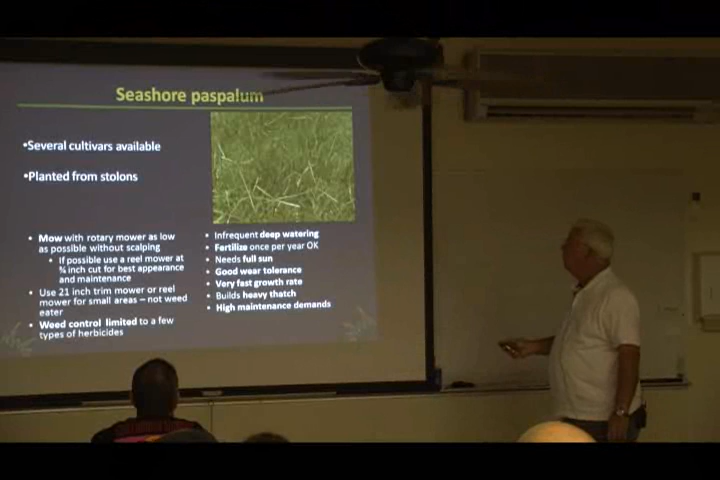 Seashore paspalum
•Several cultivars available
•Planted from stolons
• Mow with rotary mower as low
as possible without scalping
• If possible use a reel mower at
¾ inch cut for best appearance
and maintenance
• Use 21 inch trim mower or reel
mower for small areas – not weed
eater
• Weed control limited to a few
types of herbicides
• Infrequent deep watering
• Fertilize once per year OK
• Needs full sun
• Good wear tolerance
• Very fast growth rate
• Builds heavy thatch
• High maintenance demands